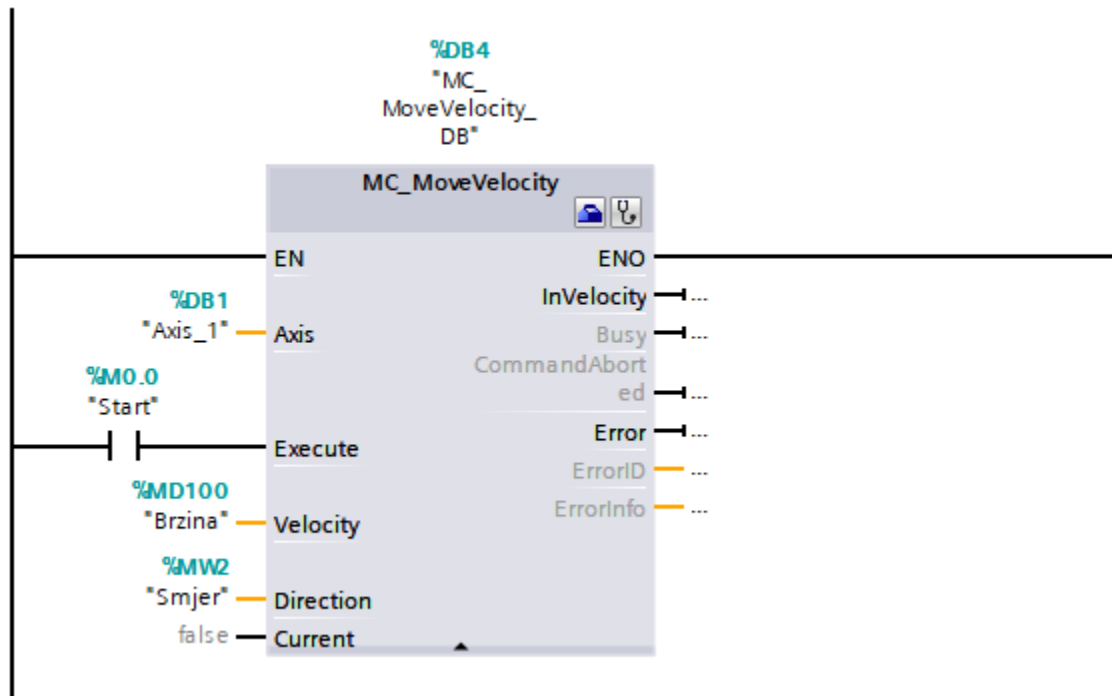 %DB4
"MC_
MoveVelocity_
DB"
MC_MoveVelocity
EN
ENO
%DB1
"Axis_1"
Axis
InVelocity
...
Busy
...
CommandAbort
ed
...
%M0.0
"Start"
Execute
Error
...
ErrorID
...
%MD100
"Brzina"
Velocity
ErrorInfo
...
%MW2
"Smjer"
Direction
false
Current